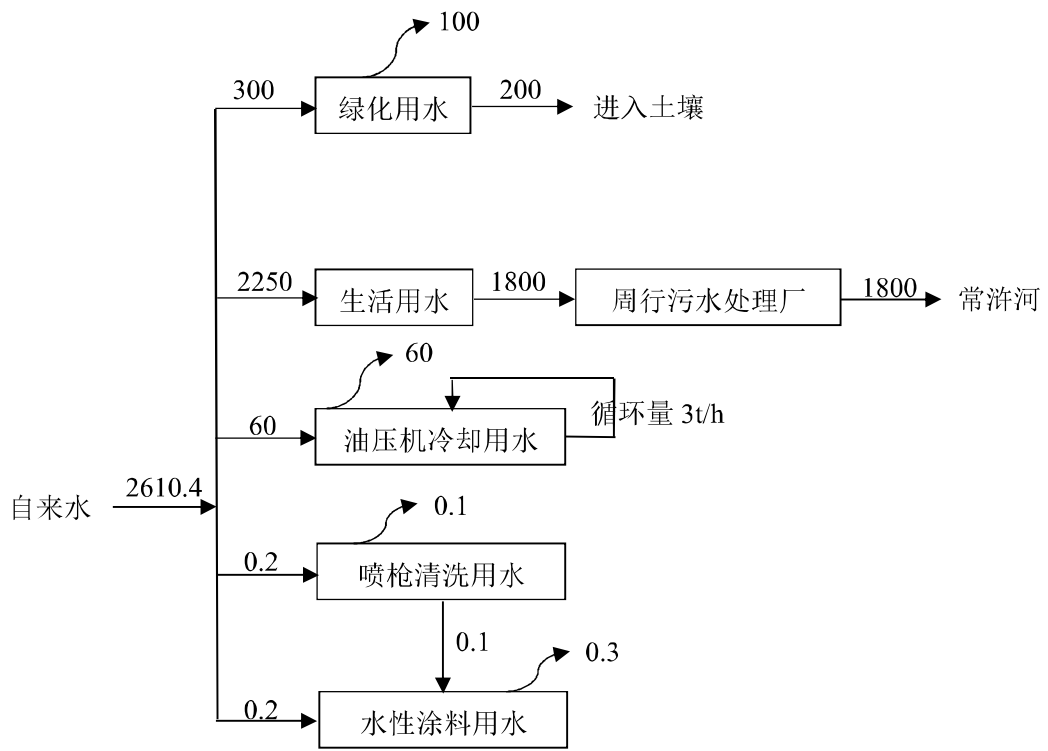 100
300
绿化用水
200
进入土壤
2250
生活用水
1800
周行污水处理厂
1800
常浒河
60
60
油压机冷却用水
循环量 3t/h
自来水
2610.4
0.1
0.2
喷枪清洗用水
0.1
0.3
0.2
水性涂料用水